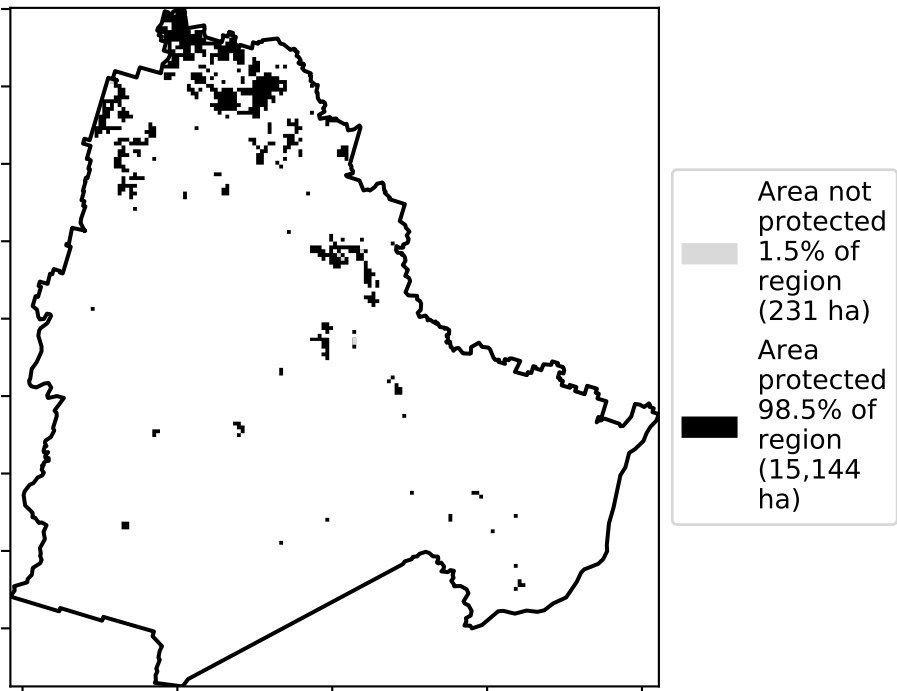 Area not
protected
1.5% of
region
(231 ha)
Area
protected
98.5% of
region
(15,144
ha)